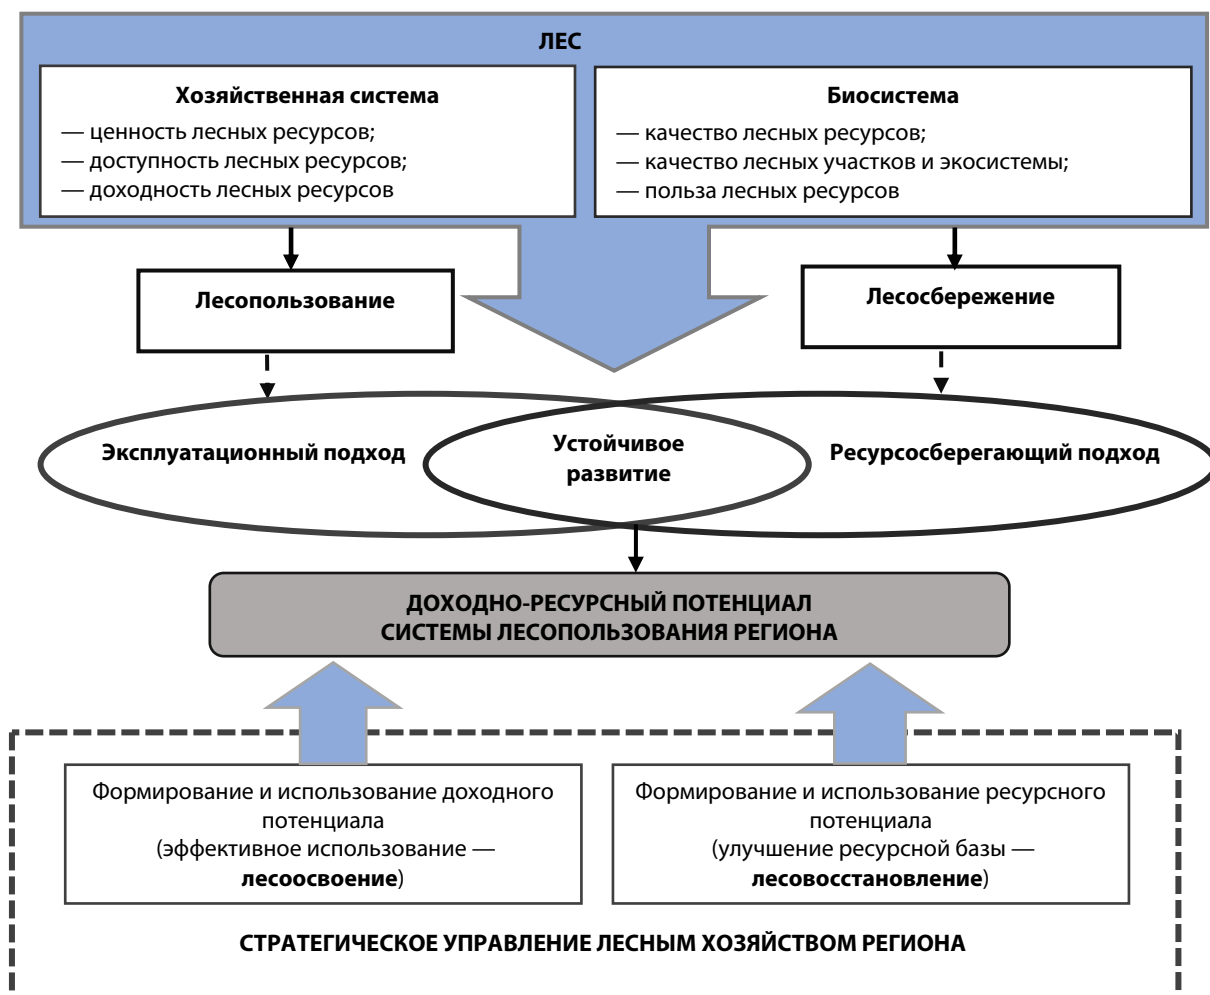 ЛЕС
Хозяйственная система
— ценность лесных ресурсов;
— доступность лесных ресурсов;
— доходность лесных ресурсов
Биосистема
— качество лесных ресурсов;
— качество лесных участков и экосистемы;
— польза лесных ресурсов
Лесопользование
Лесосбережение
Эксплуатационный подход
Устойчивое
развитие
Ресурсосберегающий подход
ДОХОДНО-РЕСУРСНЫЙ ПОТЕНЦИАЛ
СИСТЕМЫ ЛЕСОПОЛЬЗОВАНИЯ РЕГИОНА
Формирование и использование доходного
потенциала
(эффективное использование —
лесоосвоение)
Формирование и использование ресурсного
потенциала
(улучшение ресурсной базы —
лесовосстановление)
СТРАТЕГИЧЕСКОЕ УПРАВЛЕНИЕ ЛЕСНЫМ ХОЗЯЙСТВОМ РЕГИОНА